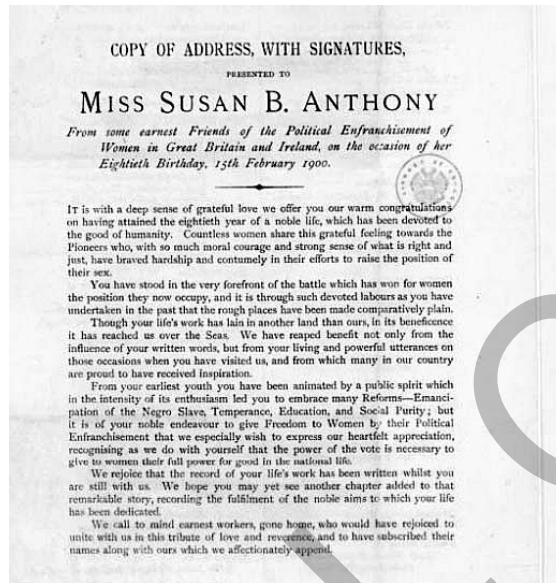 COPY OF ADDRESS, WITH SIGNATURES,
PRESENTED TO
MISS SUSAN B. ANTHONY
From some earnest Friends of the Political Enfranchisement of
Women in Great Britain and Ireland, on the occasion of her
Eightieth Birthday, 15th February 1900.
IT is with a deep sense of grateful love we offer you our warm congratulations
on having attained the eightieth year of a noble life, which has been devoted to
the good of humanity. Countless women share this grateful feeling towards the
Pioneers who, with so much moral courage and strong sense of what is right and
just, have braved hardship and contumely in their efforts to raise the position of
their sex.
You have stood in the very forefront of the battle which has won for women
the position they now occupy, and it is through such devoted labours as you have
undertaken in the past that the rough places have been made comparatively plain.
Though your life's work has lain in another land than ours, in its beneficence
it has reached us over the Seas. We have reaped benefit not only from the
influence of your written words, but from your living and powerful utterances on
those occasions when you have visited us, and from which many in our country
are proud to have received inspiration.
From your earliest youth you have been animated by a public spirit which
in the intensity of its enthusiasm led you to embrace many Reforms—Emanci-
pation of the Negro Slave, Temperance, Education, and Social Purity; but
it is of your noble endeavour to give Freedom to Women by their Political
Enfranchisement that we especially wish to express our heartfelt appreciation,
recognising as we do with yourself that the power of the vote is necessary to
give to women their full power for good in the national life.
We rejoice that the record of your life's work has been written whilst you
are still with us. We hope you may yet see another chapter added to that
remarkable story, recording the fulfilment of the noble aims to which your life
has been dedicated.
We call to mind earnest workers, gone home, who would have rejoiced to
unite with us in this tribute of love and reverence, and to have subscribed their
names along with ours which we affectionately append.